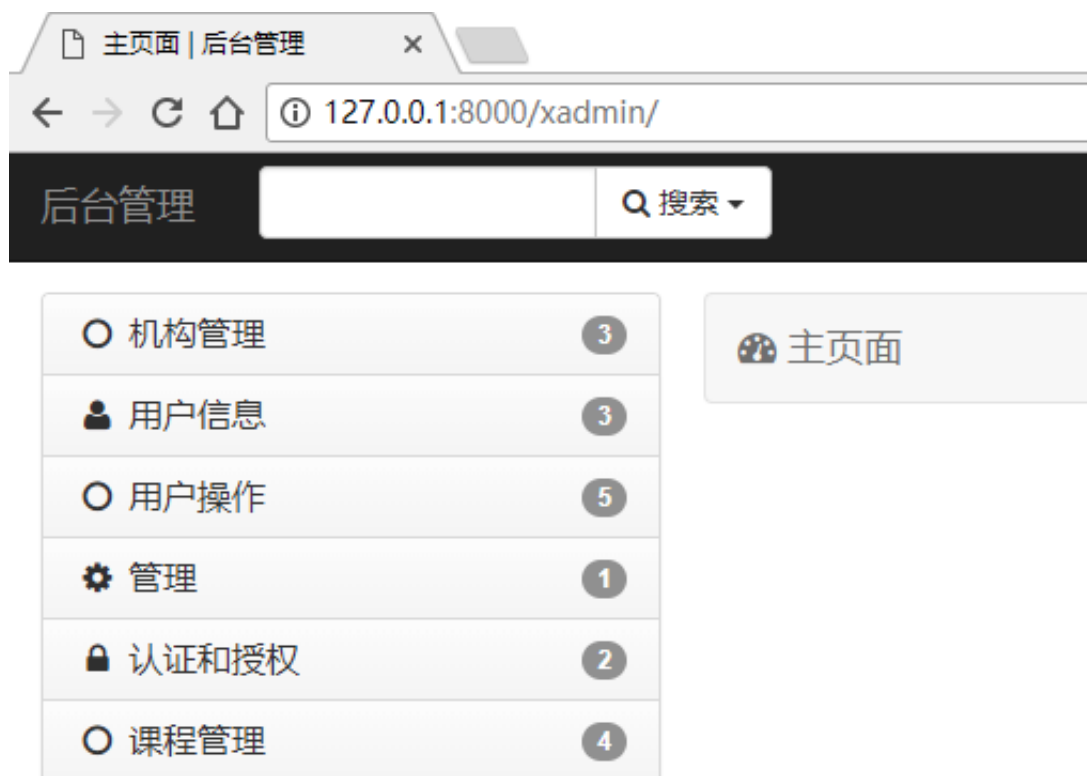 主页面 | 后台管理
127.0.0.1:8000/xadmin/
后台管理 搜索
机构管理 3
主页面
用户信息 3
用户操作 5
管理 1
认证和授权 2
课程管理 4